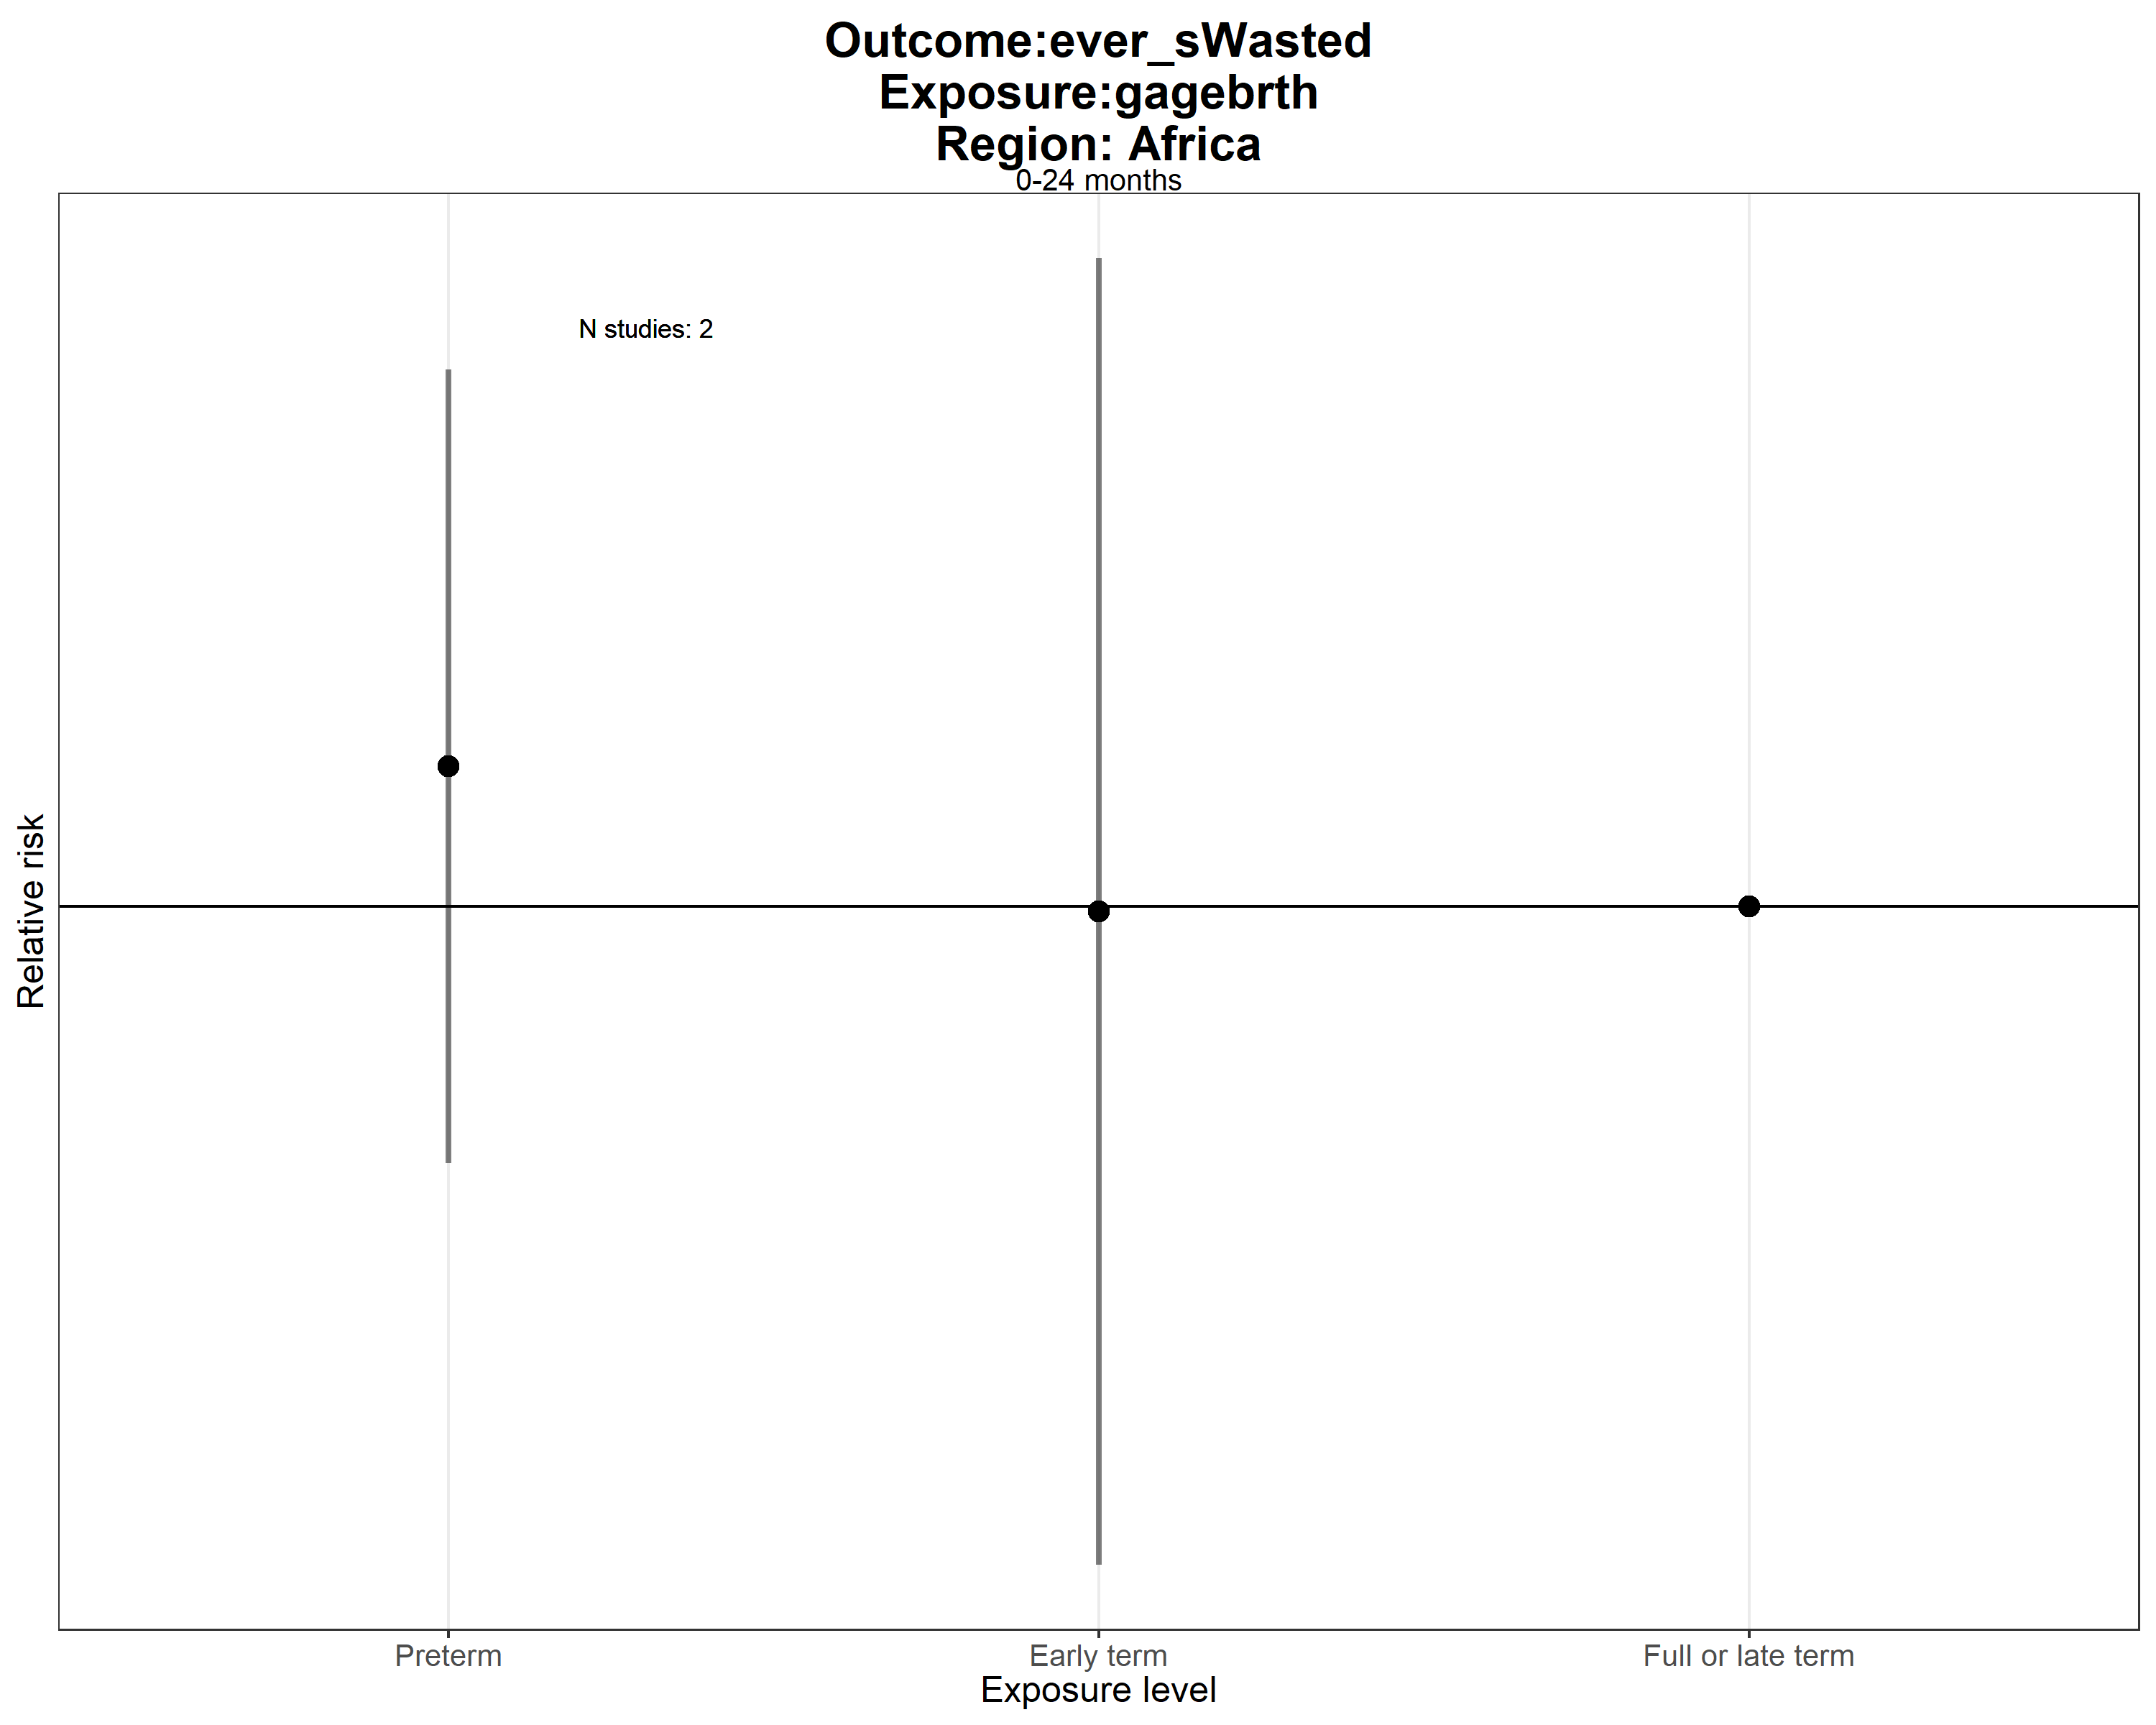 Outcome:ever_sWasted
Exposure:gagebrth
Region: Africa
0-24 months
N studies: 2
Relative risk
Preterm
Early term
Full or late term
Exposure level